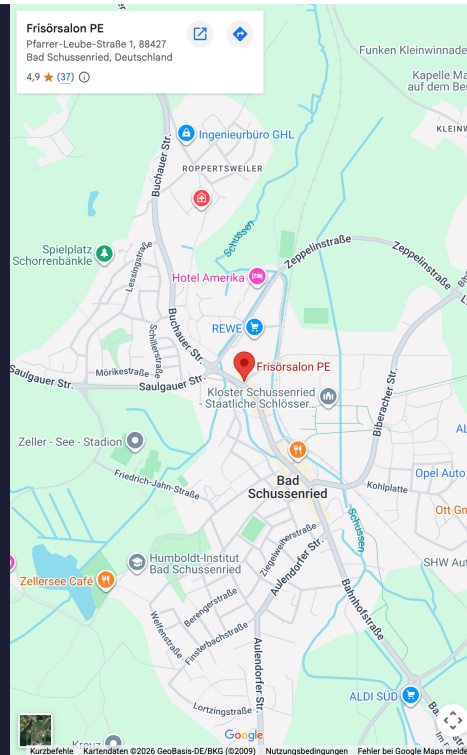 Frisörsalon PE
Pfarrer-Leube-Straße 1, 88427
Bad Schussenried, Deutschland
4,9 ★ (37)
Funken Kleinwinnade
Kapelle Ma
auf dem Be
KLEINW
Ingenieurbüro GHL
Buchauer Str.
ROPPERTSWEILER
Schussen
Spielplatz
Schorrenbänkle
Lessingstraße
Zeppelinstraße
Zeppelinstraße
Hotel Amerika
Buchauer Str.
Schillerstraße
REWE
Frisörsalon PE
Saulgauer Str.
Mörikestraße
Saulgauer Str.
Kloster Schussenried
- Staatliche Schlösser...
Biberacher Str.
Zeller - See - Stadion
AL
Friedrich-Jahn-Straße
Bad
Schussenried
Kohlplatte
Opel Auto
Ott Gm
Schussen
Ziegelweiherstraße
Aulendorfer Str.
Humboldt-Institut
Bad Schussenried
SHW Aut
Zellersee Café
Berengerstraße
Welfenstraße
Finsterbachstraße
Bahnhofstraße
Aulendorfer Str.
ALDI SÜD
Lortzingstraße
Google
Kurzbefehle Kartendaten ©2026 GeoBasis-DE/BKG (©2009) Nutzungsbedingungen Fehler bei Google Maps melde